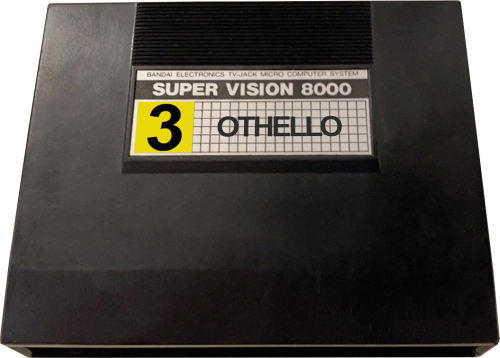 BANDAI ELECTRONICS TV-JACK MICRO COMPUTER SYSTEM
SUPER VISION 8000
3 OTHELLO